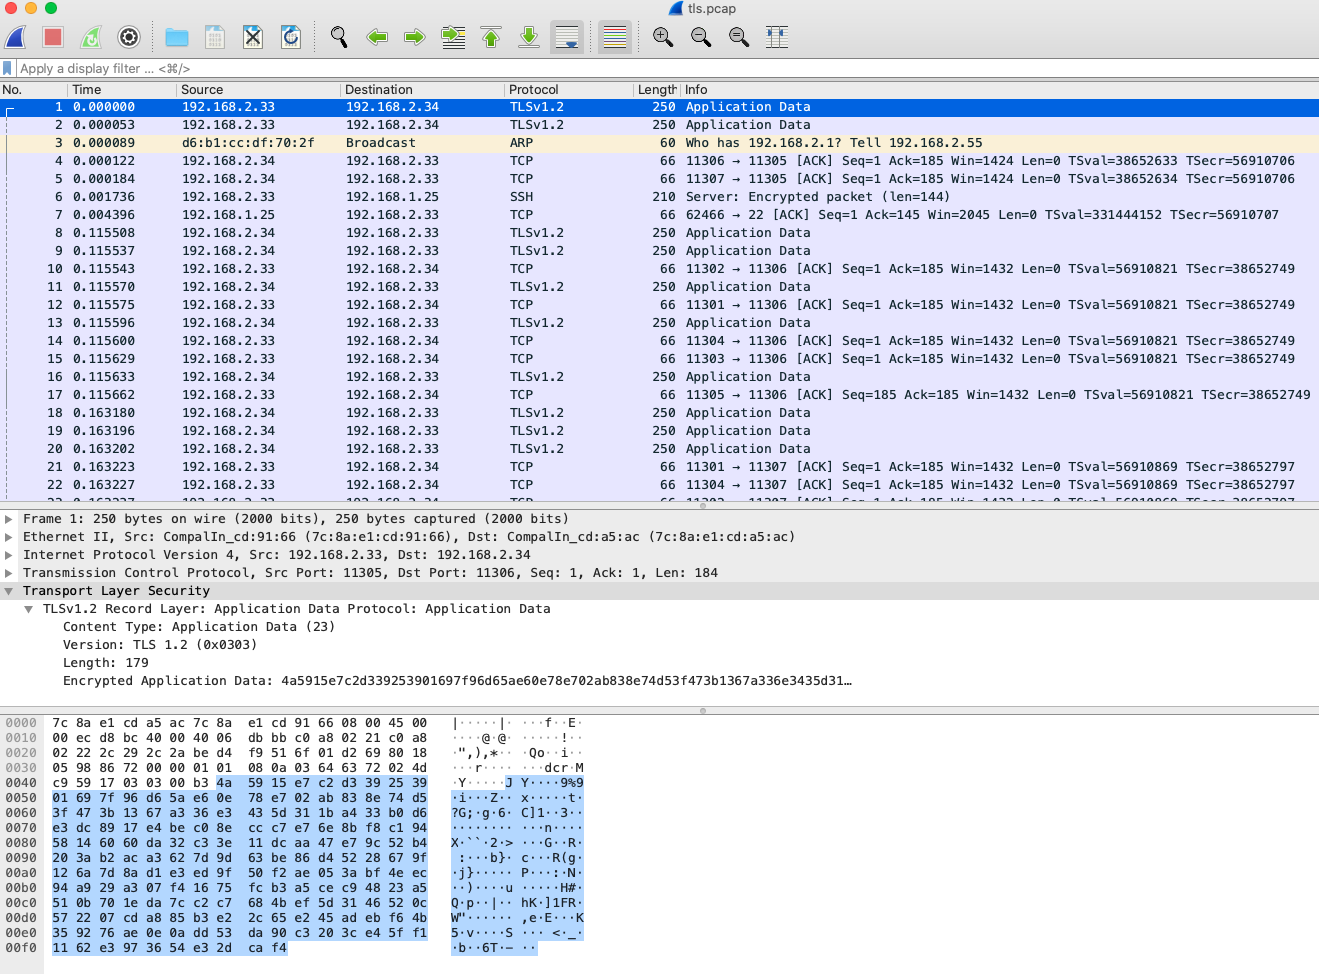 tls.pcap
Apply a display filter ... <⌘/>
No. Time Source Destination Protocol Length Info
1 0.000000 192.168.2.33 192.168.2.34 TLSv1.2 250 Application Data
2 0.000053 192.168.2.33 192.168.2.34 TLSv1.2 250 Application Data
3 0.000089 d6:b1:cc:df:70:2f Broadcast ARP 60 Who has 192.168.2.1? Tell 192.168.2.55
4 0.000122 192.168.2.34 192.168.2.33 TCP 66 11306 → 11305 [ACK] Seq=1 Ack=185 Win=1424 Len=0 TSval=38652633 TSecr=56910706
5 0.000184 192.168.2.34 192.168.2.33 TCP 66 11307 → 11305 [ACK] Seq=1 Ack=185 Win=1424 Len=0 TSval=38652634 TSecr=56910706
6 0.001736 192.168.2.33 192.168.1.25 SSH 210 Server: Encrypted packet (len=144)
7 0.004396 192.168.1.25 192.168.2.33 TCP 66 62466 → 22 [ACK] Seq=1 Ack=145 Win=2045 Len=0 TSval=331444152 TSecr=56910707
8 0.115508 192.168.2.34 192.168.2.33 TLSv1.2 250 Application Data
9 0.115537 192.168.2.34 192.168.2.33 TLSv1.2 250 Application Data
10 0.115543 192.168.2.33 192.168.2.34 TCP 66 11302 → 11306 [ACK] Seq=1 Ack=185 Win=1432 Len=0 TSval=56910821 TSecr=38652749
11 0.115570 192.168.2.34 192.168.2.33 TLSv1.2 250 Application Data
12 0.115575 192.168.2.33 192.168.2.34 TCP 66 11301 → 11306 [ACK] Seq=1 Ack=185 Win=1432 Len=0 TSval=56910821 TSecr=38652749
13 0.115596 192.168.2.34 192.168.2.33 TLSv1.2 250 Application Data
14 0.115600 192.168.2.33 192.168.2.34 TCP 66 11304 → 11306 [ACK] Seq=1 Ack=185 Win=1432 Len=0 TSval=56910821 TSecr=38652749
15 0.115629 192.168.2.33 192.168.2.34 TCP 66 11303 → 11306 [ACK] Seq=1 Ack=185 Win=1432 Len=0 TSval=56910821 TSecr=38652749
16 0.115633 192.168.2.34 192.168.2.33 TLSv1.2 250 Application Data
17 0.115662 192.168.2.33 192.168.2.34 TCP 66 11305 → 11306 [ACK] Seq=185 Ack=185 Win=1432 Len=0 TSval=56910821 TSecr=38652749
18 0.163180 192.168.2.34 192.168.2.33 TLSv1.2 250 Application Data
19 0.163196 192.168.2.34 192.168.2.33 TLSv1.2 250 Application Data
20 0.163202 192.168.2.34 192.168.2.33 TLSv1.2 250 Application Data
21 0.163223 192.168.2.33 192.168.2.34 TCP 66 11301 → 11307 [ACK] Seq=1 Ack=185 Win=1432 Len=0 TSval=56910869 TSecr=38652797
22 0.163227 192.168.2.33 192.168.2.34 TCP 66 11304 → 11307 [ACK] Seq=1 Ack=185 Win=1432 Len=0 TSval=56910869 TSecr=38652797
Frame 1: 250 bytes on wire (2000 bits), 250 bytes captured (2000 bits)
Ethernet II, Src: CompalIn_cd:91:66 (7c:8a:e1:cd:91:66), Dst: CompalIn_cd:a5:ac (7c:8a:e1:cd:a5:ac)
Internet Protocol Version 4, Src: 192.168.2.33, Dst: 192.168.2.34
Transmission Control Protocol, Src Port: 11305, Dst Port: 11306, Seq: 1, Ack: 1, Len: 184
Transport Layer Security
TLSv1.2 Record Layer: Application Data Protocol: Application Data
Content Type: Application Data (23)
Version: TLS 1.2 (0x0303)
Length: 179
Encrypted Application Data: 4a5915e7c2d339253901697f96d65ae60e78e702ab838e74d53f473b1367a336e3435d31…
0000 7c 8a e1 cd a5 ac 7c 8a e1 cd 91 66 08 00 45 00 |·····|· ···f··E·
0010 00 ec d8 bc 40 00 40 06 db bb c0 a8 02 21 c0 a8 ····@·@· ·····!··
0020 02 22 2c 29 2c 2a be d4 f9 51 6f 01 d2 69 80 18 ·",),*·· ·Qo··i··
0030 05 98 86 72 00 00 01 01 08 0a 03 64 63 72 02 4d ···r···· ···dcr·M
0040 c9 59 17 03 03 00 b3 4a 59 15 e7 c2 d3 39 25 39 ·Y·····J Y····9%9
0050 01 69 7f 96 d6 5a e6 0e 78 e7 02 ab 83 8e 74 d5 ·i···Z·· x·····t·
0060 3f 47 3b 13 67 a3 36 e3 43 5d 31 1b a4 33 b0 d6 ?G;·g·6· C]1··3··
0070 e3 dc 89 17 e4 be c0 8e cc c7 e7 6e 8b f8 c1 94 ········ ···n····
0080 58 14 60 60 da 32 c3 3e 11 dc aa 47 e7 9c 52 b4 X·``·2·> ···G··R·
0090 20 3a b2 ac a3 62 7d 9d 63 be 86 d4 52 28 67 9f :···b}· c···R(g·
00a0 12 6a 7d 8a d1 e3 ed 9f 50 f2 ae 05 3a bf 4e ec ·j}····· P···:·N·
00b0 94 a9 29 a3 07 f4 16 75 fc b3 a5 ce c9 48 23 a5 ··)····u ·····H#·
00c0 51 0b 70 1e da 7c c2 c7 68 4b ef 5d 31 46 52 0c Q·p··|·· hK·]1FR·
00d0 57 22 07 cd a8 85 b3 e2 2c 65 e2 45 ad eb f6 4b W"······ ,e·E···K
00e0 35 92 76 ae 0e 0a dd 53 da 90 c3 20 3c e4 5f f1 5·v····S ··· <·_·
00f0 11 62 e3 97 36 54 e3 2d ca f4 ·b··6T·– ··